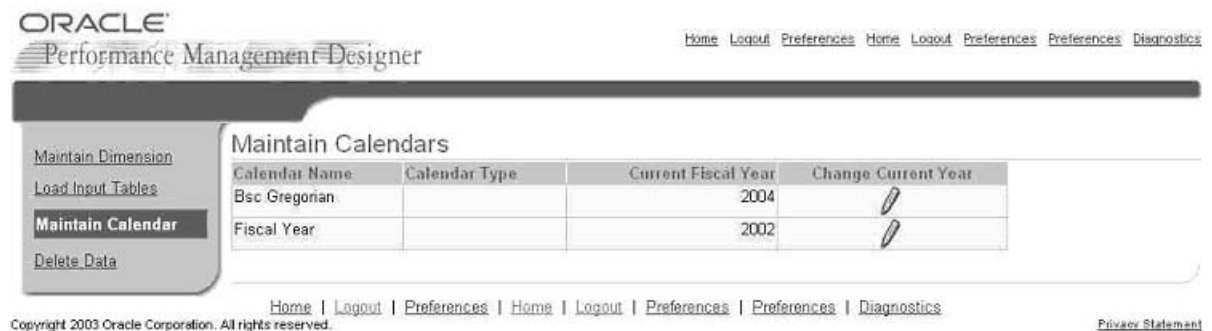 ORACLE
Performance Management Designer
Home Logout Preferences Home Logout Preferences Preferences Diagnostics
Maintain Dimension
Load Input Tables
Maintain Calendar
Delete Data
Maintain Calendars
Calendar Name Calendar Type Current Fiscal Year Change Current Year
Bsc Gregorian 2004
Fiscal Year 2002
Home | Logout | Preferences | Home | Logout | Preferences | Preferences | Diagnostics
Copyright 2003 Oracle Corporation. All rights reserved.
Privacy Statement